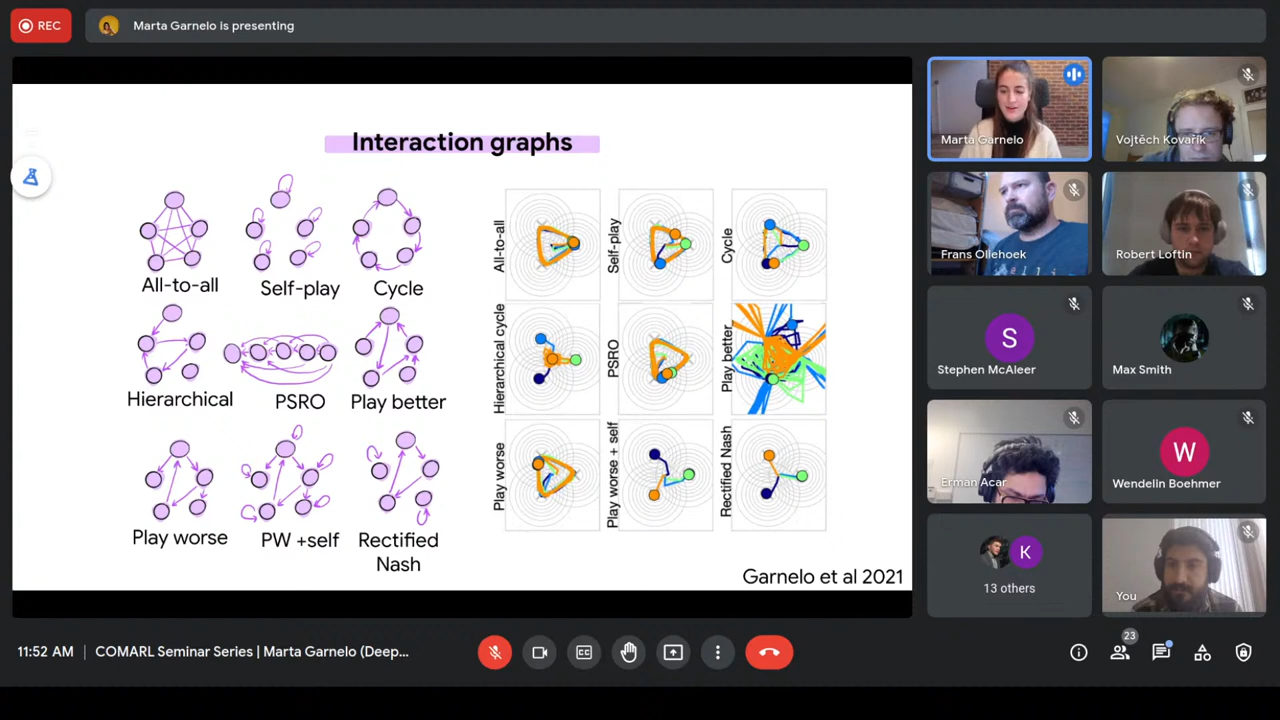 REC
Marta Garnelo is presenting
Interaction graphs
All-to-all
Self-play
Cycle
Hierarchical
PSRO
Play better
Play worse
PW +self
Rectified
Nash
All-to-all
Self-play
Cycle
Hierarchical cycle
PSRO
Play better
Play worse
Play worse + self
Rectified Nash
Garnelo et al 2021
Marta Garnelo
Vojtěch Kovařík
Frans Oliehoek
Robert Loftin
S
Stephen McAleer
Max Smith
Erman Acar
W
Wendelin Boehmer
K
13 others
You
11:52 AM | COMARL Seminar Series | Marta Garnelo (Deep...
23